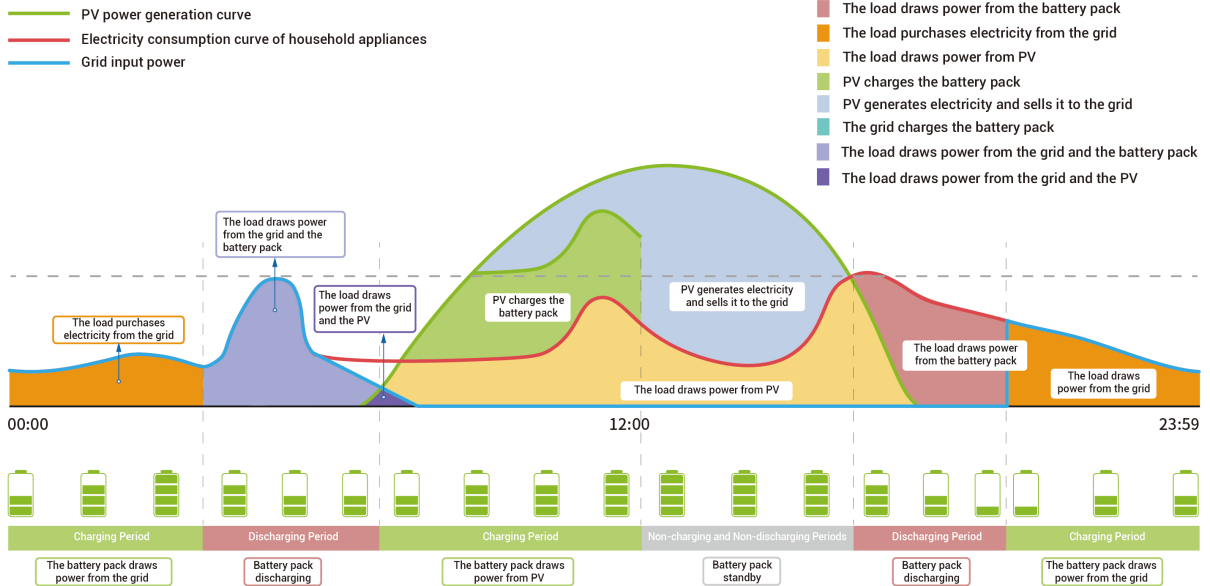 PV power generation curve
Electricity consumption curve of household appliances
Grid input power
The load draws power from the battery pack
The load purchases electricity from the grid
The load draws power from PV
PV charges the battery pack
PV generates electricity and sells it to the grid
The grid charges the battery pack
The load draws power from the grid and the battery pack
The load draws power from the grid and the PV
The load draws power
from the grid and the
battery pack
The load draws
power from the grid
and the PV
The load purchases
electricity from the grid
PV charges the
battery pack
PV generates electricity
and sells it to the grid
The load draws power
from the battery pack
The load draws
power from the grid
The load draws power from PV
00:00
12:00
23:59
Charging Period
Discharging Period
Charging Period
Non-charging and Non-discharging Periods
Discharging Period
Charging Period
The battery pack draws
power from the grid
Battery pack
discharging
The battery pack draws
power from PV
Battery pack
standby
Battery pack
discharging
The battery pack draws
power from the grid